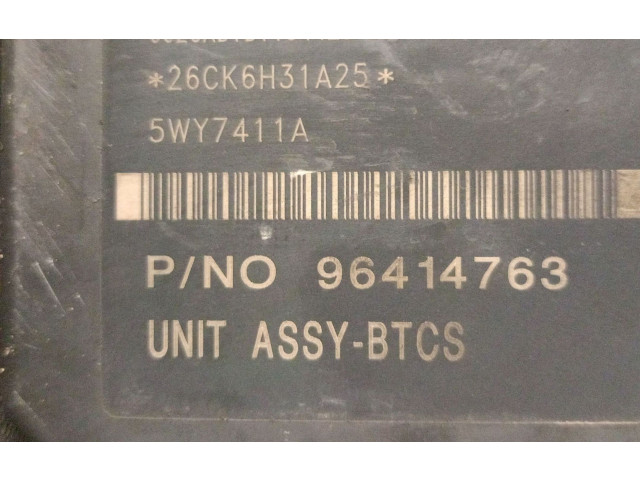 *26CK6H31A25*
5WY7411A
P/NO 96414763
UNIT ASSY-BTCS